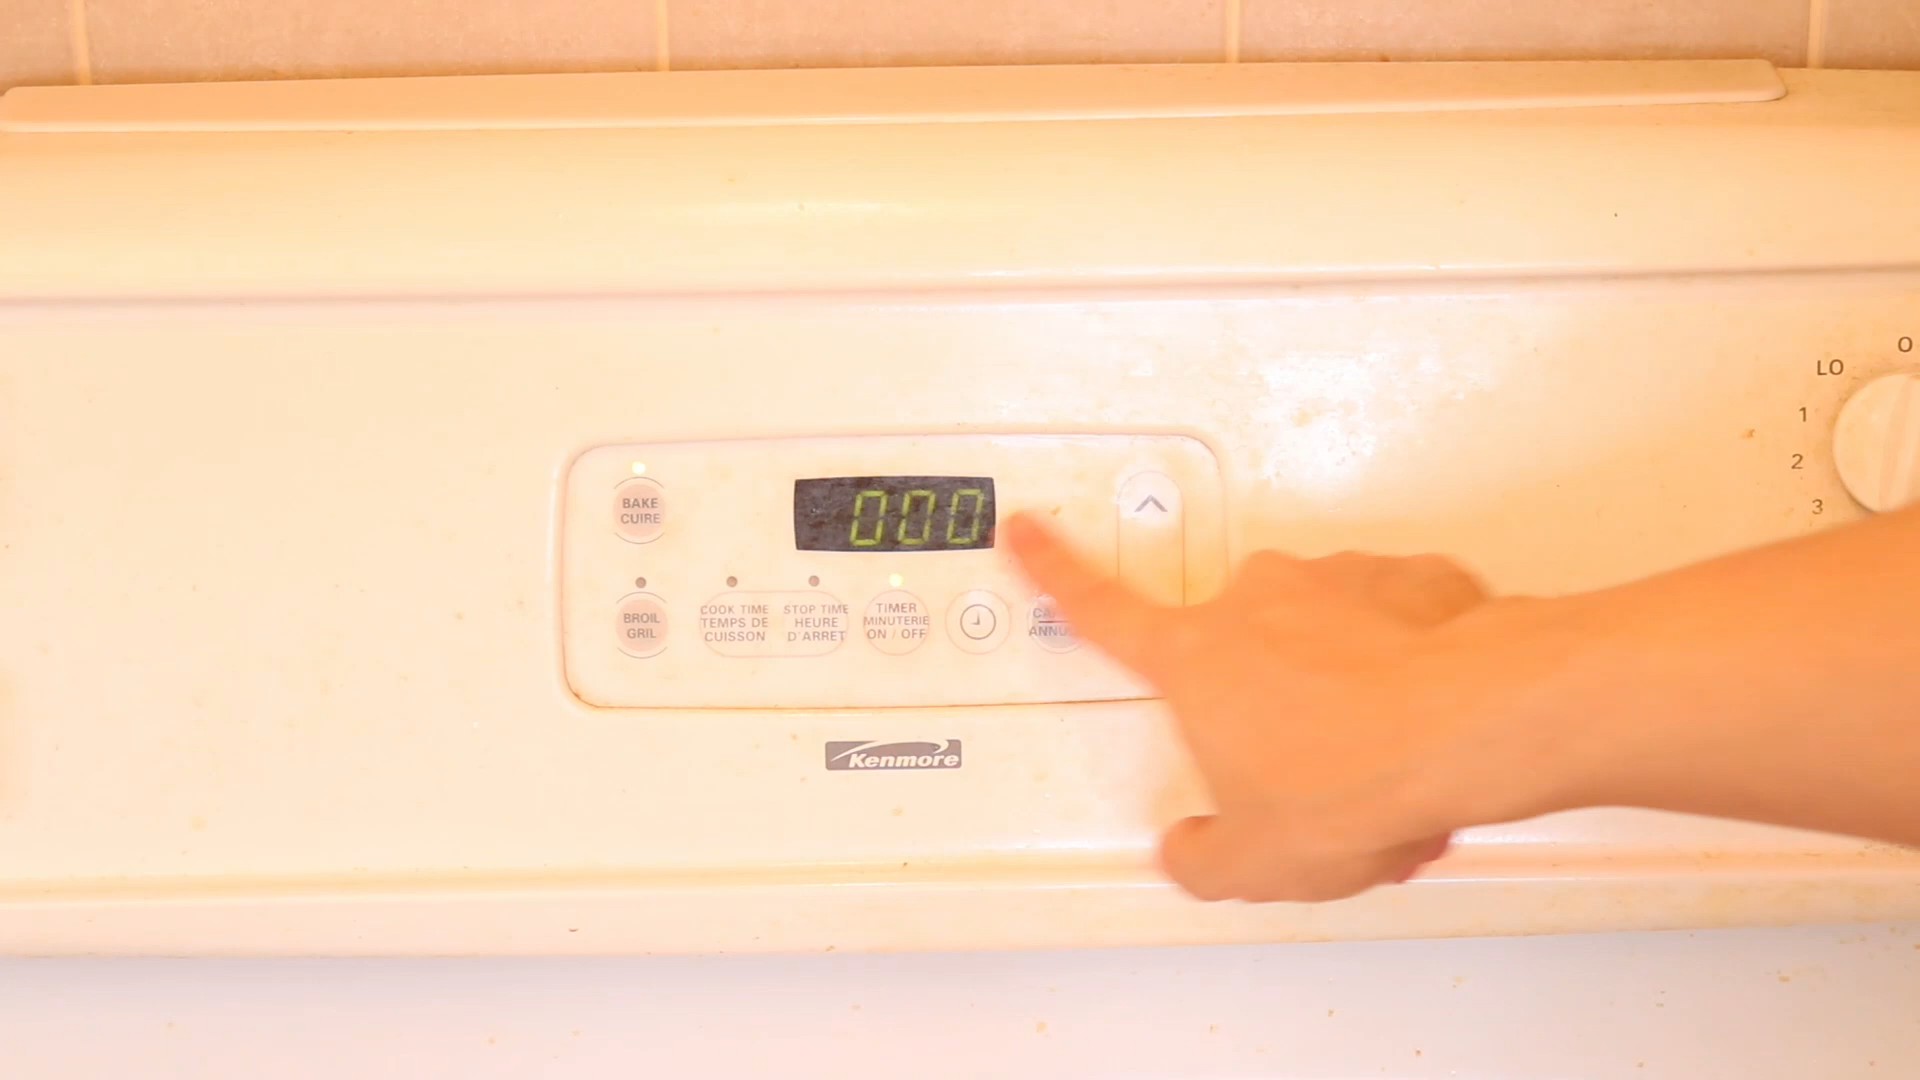 BAKE
CUIRE
000
BROIL
GRIL
COOK TIME
TEMPS DE
CUISSON
STOP TIME
HEURE
D'ARRET
TIMER
MINUTERIE
ON / OFF
Kenmore
O
LO
1
2
3